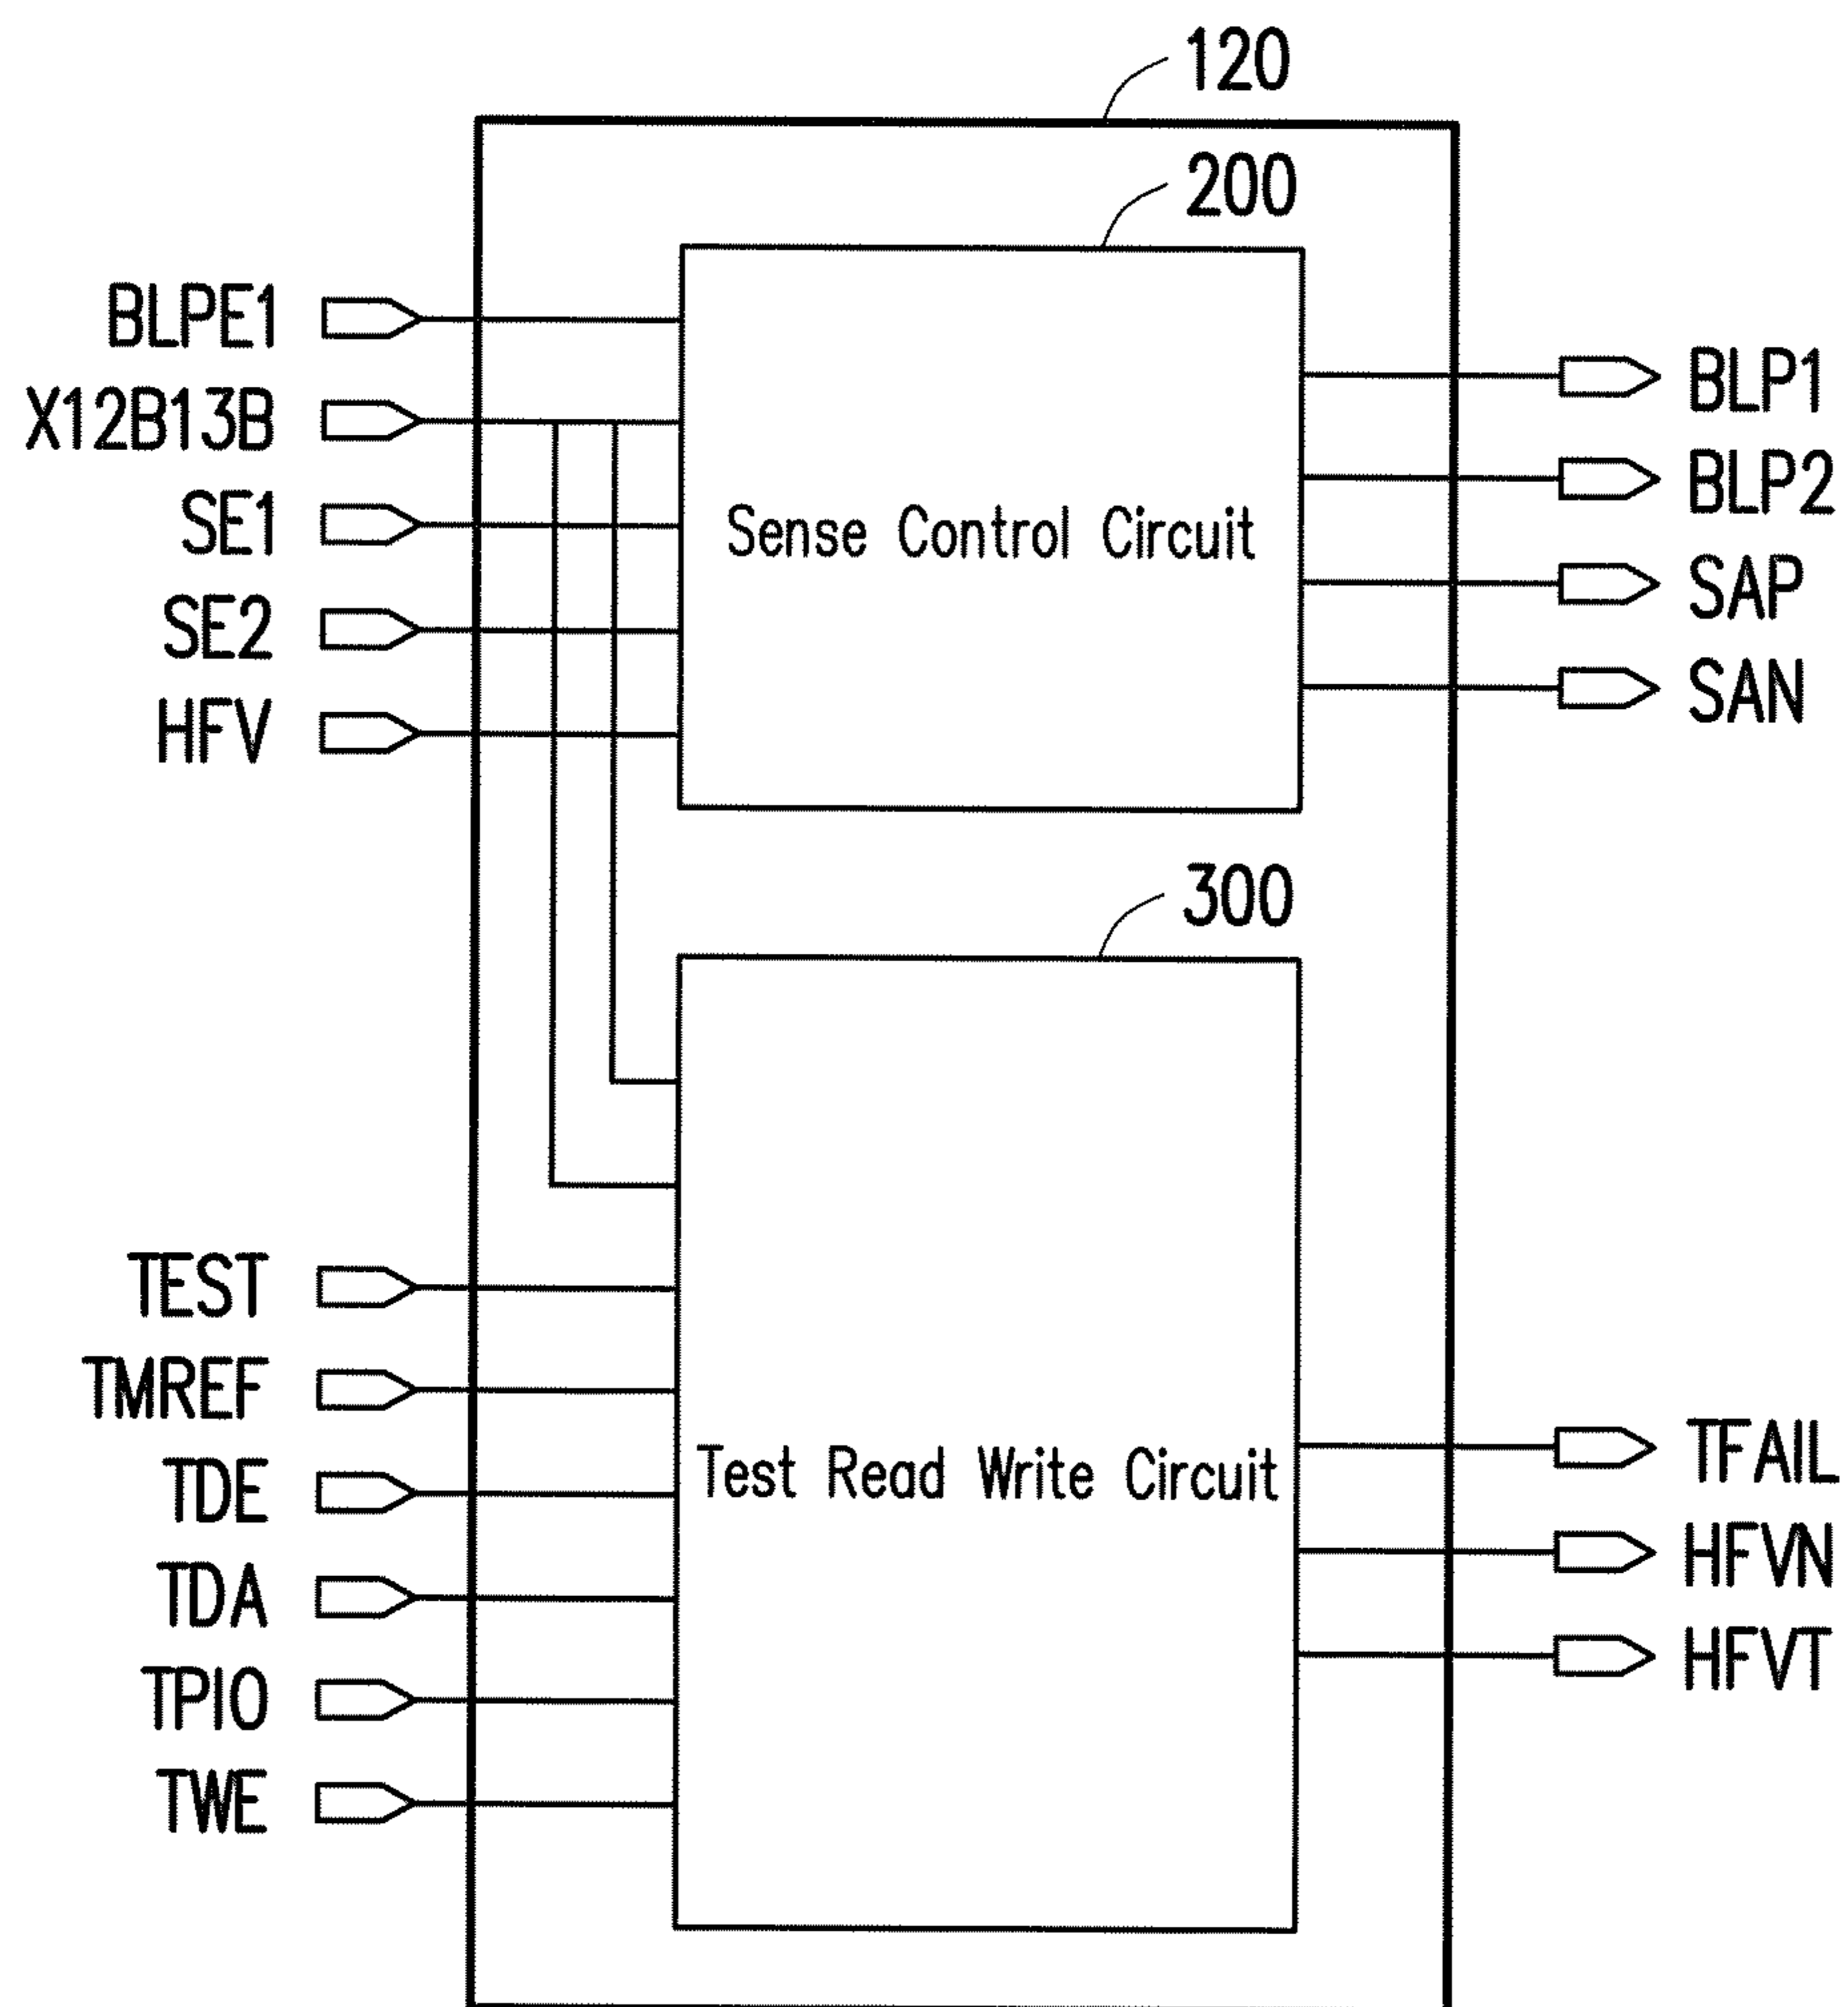 120
200
BLPE1
X12B13B
SE1
SE2
HFV
Sense Control Circuit
BLP1
BLP2
SAP
SAN
300
TEST
TMREF
TDE
TDA
TPIO
TWE
Test Read Write Circuit
TFAIL
HFVN
HFVT